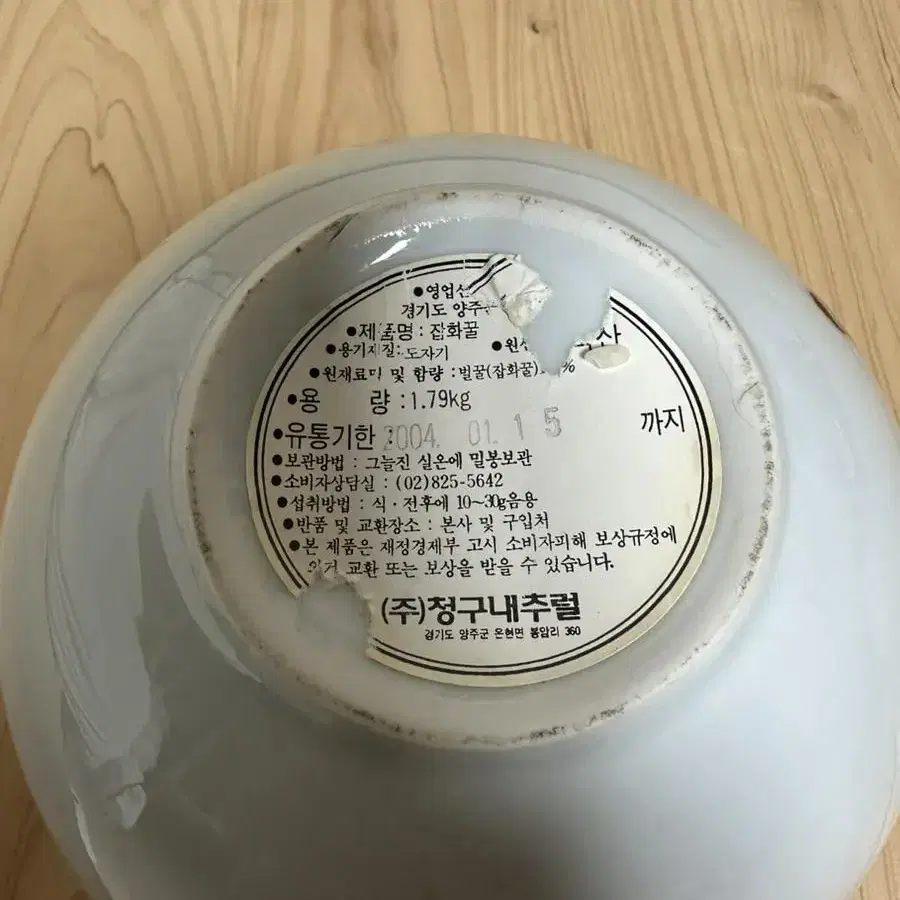 ●영업신
경기도 양주
●제품명 : 잡화꿀
●용기재질 : 도자기 ●원 산
●원재료 및 함량 : 벌꿀(잡화꿀) %
●용 량 : 1.79kg
●유통기한 : 2004. 01. 15 까지
●보관방법 : 그늘진 실온에 밀봉보관
●소비자상담실 : (02)825-5642
●섭취방법 : 식·전후에 10~30g음용
●반품 및 교환장소 : 본사 및 구입처
●본 제품은 재정경제부 고시 소비자피해 보상규정에
교환 또는 보상을 받을 수 있습니다.
(주)청구내추럴
경기도 양주군 은현면 봉암리 360